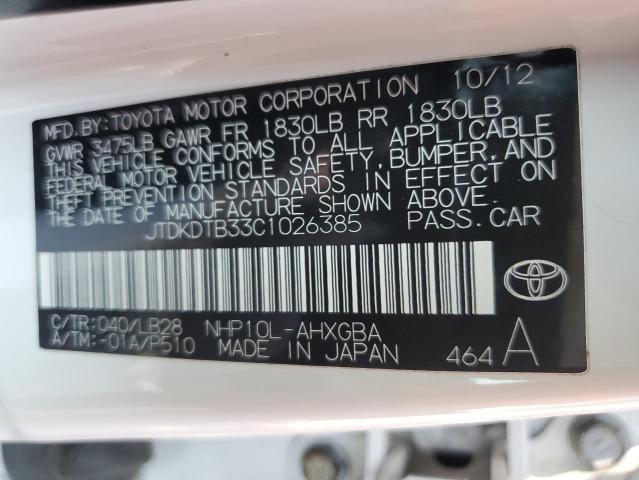 MFD.BY:TOYOTA MOTOR CORPORATION 10/12
GVWR 3475LB GAWR FR 1830LB RR 1830LB
THIS VEHICLE CONFORMS TO ALL APPLICABLE
FEDERAL MOTOR VEHICLE SAFETY,BUMPER,AND
THEFT PREVENTION STANDARDS IN EFFECT ON
THE DATE OF MANUFACTURE SHOWN ABOVE.
JTDKDTB33C1026385 PASS.CAR
C/TR:040/LB28 NHP10L-AHXGBA
A/TM:-01A/P510 MADE IN JAPAN 464 A